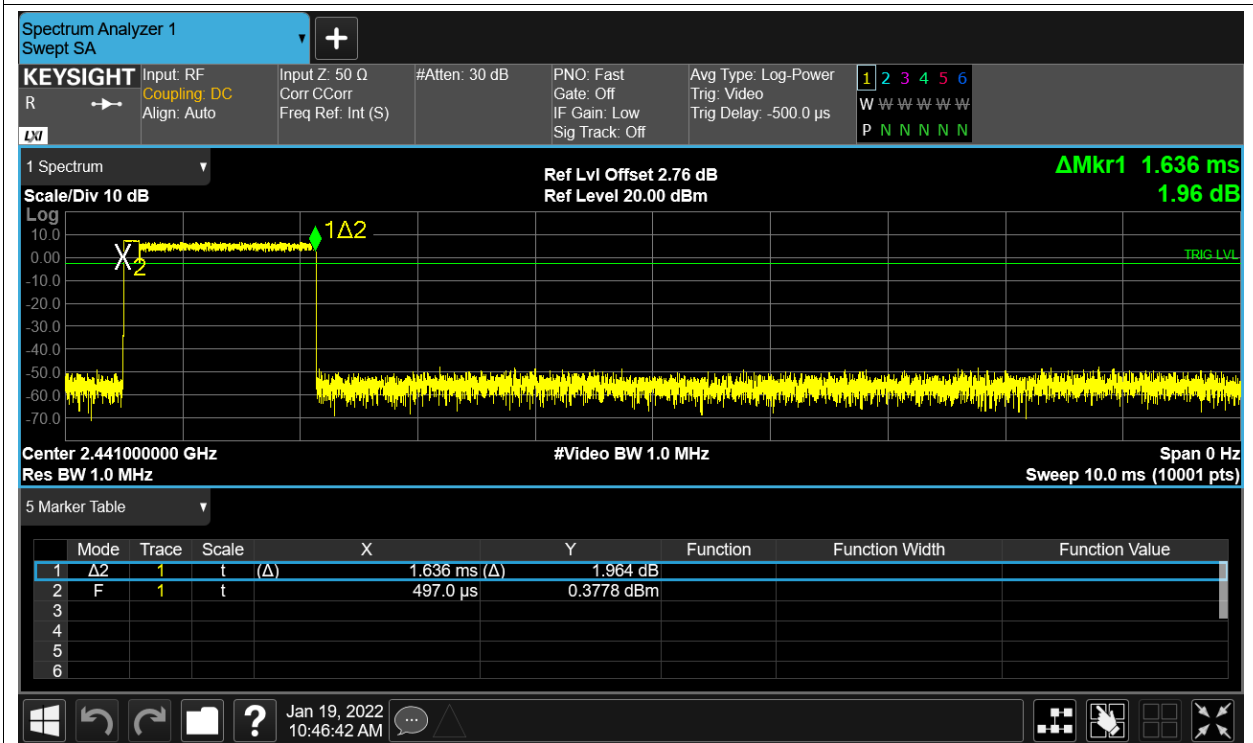 Spectrum Analyzer 1
Swept SA
KEYSIGHT Input: RF Input Z: 50 Ω #Atten: 30 dB PNO: Fast Avg Type: Log-Power 1 2 3 4 5 6
R Coupling: DC Corr CCorr Gate: Off Trig: Video W W W W W W
Align: Auto Freq Ref: Int (S) IF Gain: Low Trig Delay: -500.0 µs
LXI Sig Track: Off P N N N N N
1 Spectrum Ref Lvl Offset 2.76 dB ΔMkr1 1.636 ms
Scale/Div 10 dB Ref Level 20.00 dBm 1.96 dB
Log
10.0 1Δ2
0.00 X2 TRIG LVL
-10.0
-20.0
-30.0
-40.0
-50.0
-60.0
-70.0
Center 2.441000000 GHz #Video BW 1.0 MHz Span 0 Hz
Res BW 1.0 MHz Sweep 10.0 ms (10001 pts)
5 Marker Table
Mode Trace Scale X Y Function Function Width Function Value
1 Δ2 1 t (Δ) 1.636 ms (Δ) 1.964 dB
2 F 1 t 497.0 µs 0.3778 dBm
3
4
5
6
? Jan 19, 2022
10:46:42 AM